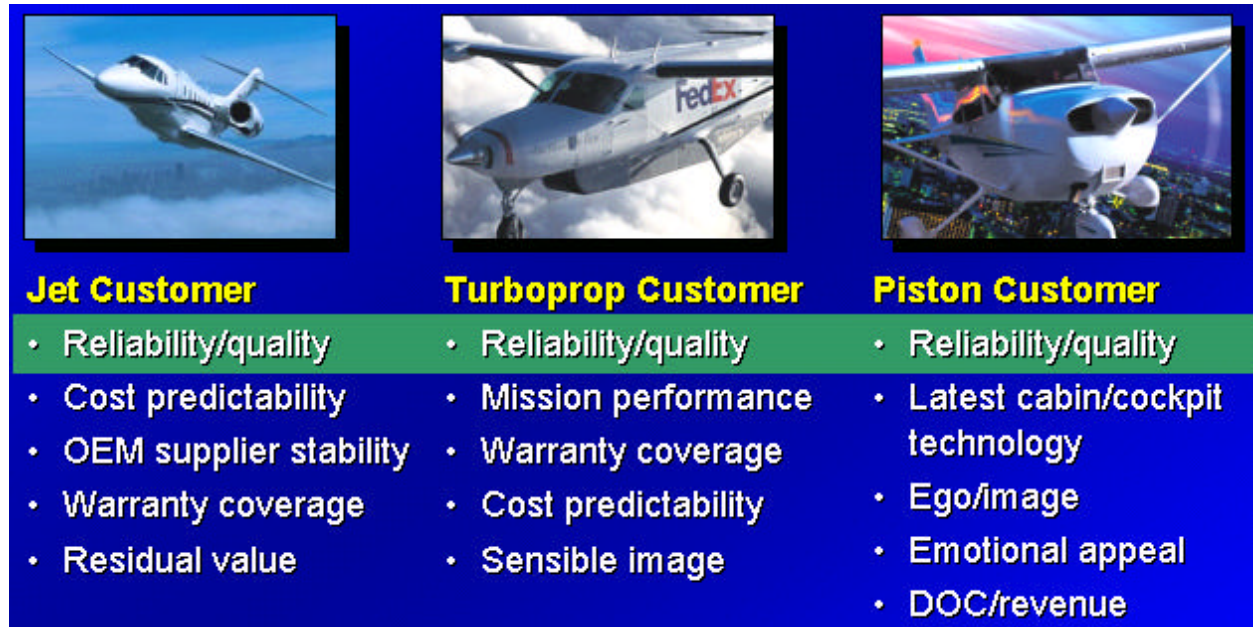 FedEx
Jet Customer
• Reliability/quality
• Cost predictability
• OEM supplier stability
• Warranty coverage
• Residual value
Turboprop Customer
• Reliability/quality
• Mission performance
• Warranty coverage
• Cost predictability
• Sensible image
Piston Customer
• Reliability/quality
• Latest cabin/cockpit
technology
• Ego/image
• Emotional appeal
• DOC/revenue